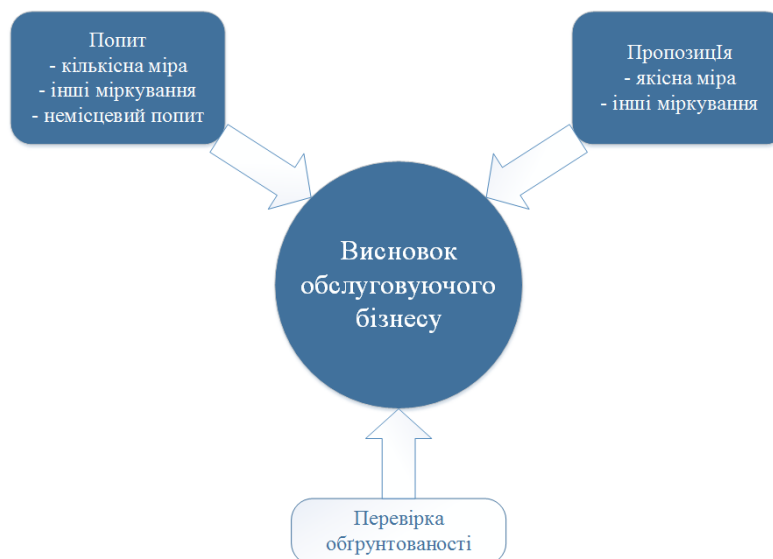 Попит
- кількісна міра
- інші міркування
- немісцевий попит
ПропозицІя
- якісна міра
- інші міркування
Висновок
обслуговуючого
бізнесу
Перевірка
обґрунтованості